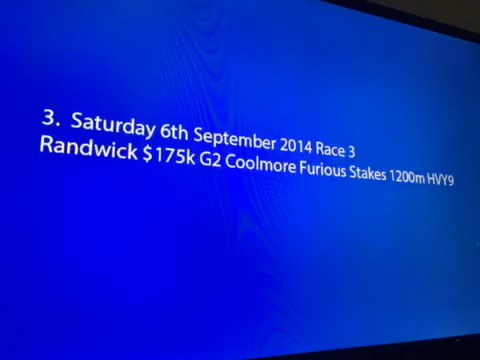 3. Saturday 6th September 2014 Race 3
Randwick $175k G2 Coolmore Furious Stakes 1200m HVY9